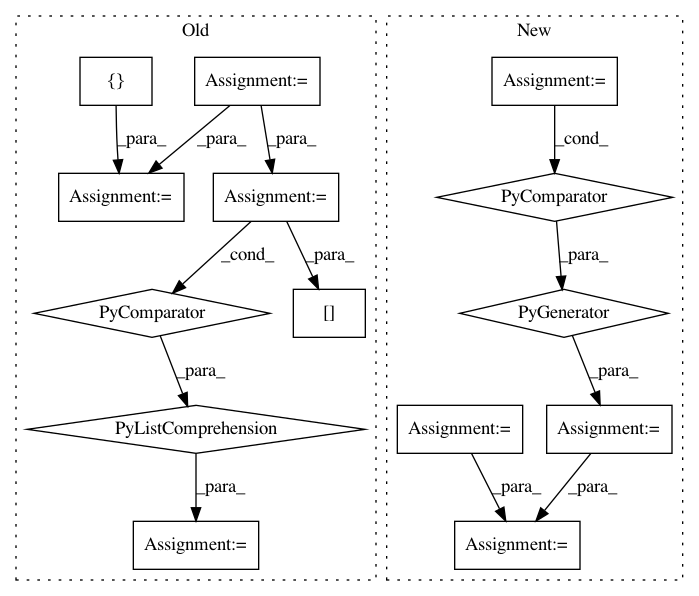 Old
New
{}
Assignment:=
Assignment:=
_para_
_para_
_para_
_cond_
Assignment:=
Assignment:=
PyComparator
_cond_
_para_
_para_
PyComparator
[]
PyGenerator
_para_
_para_
PyListComprehension
Assignment:=
Assignment:=
_para_
_para_
_para_
Assignment:=
Assignment:=